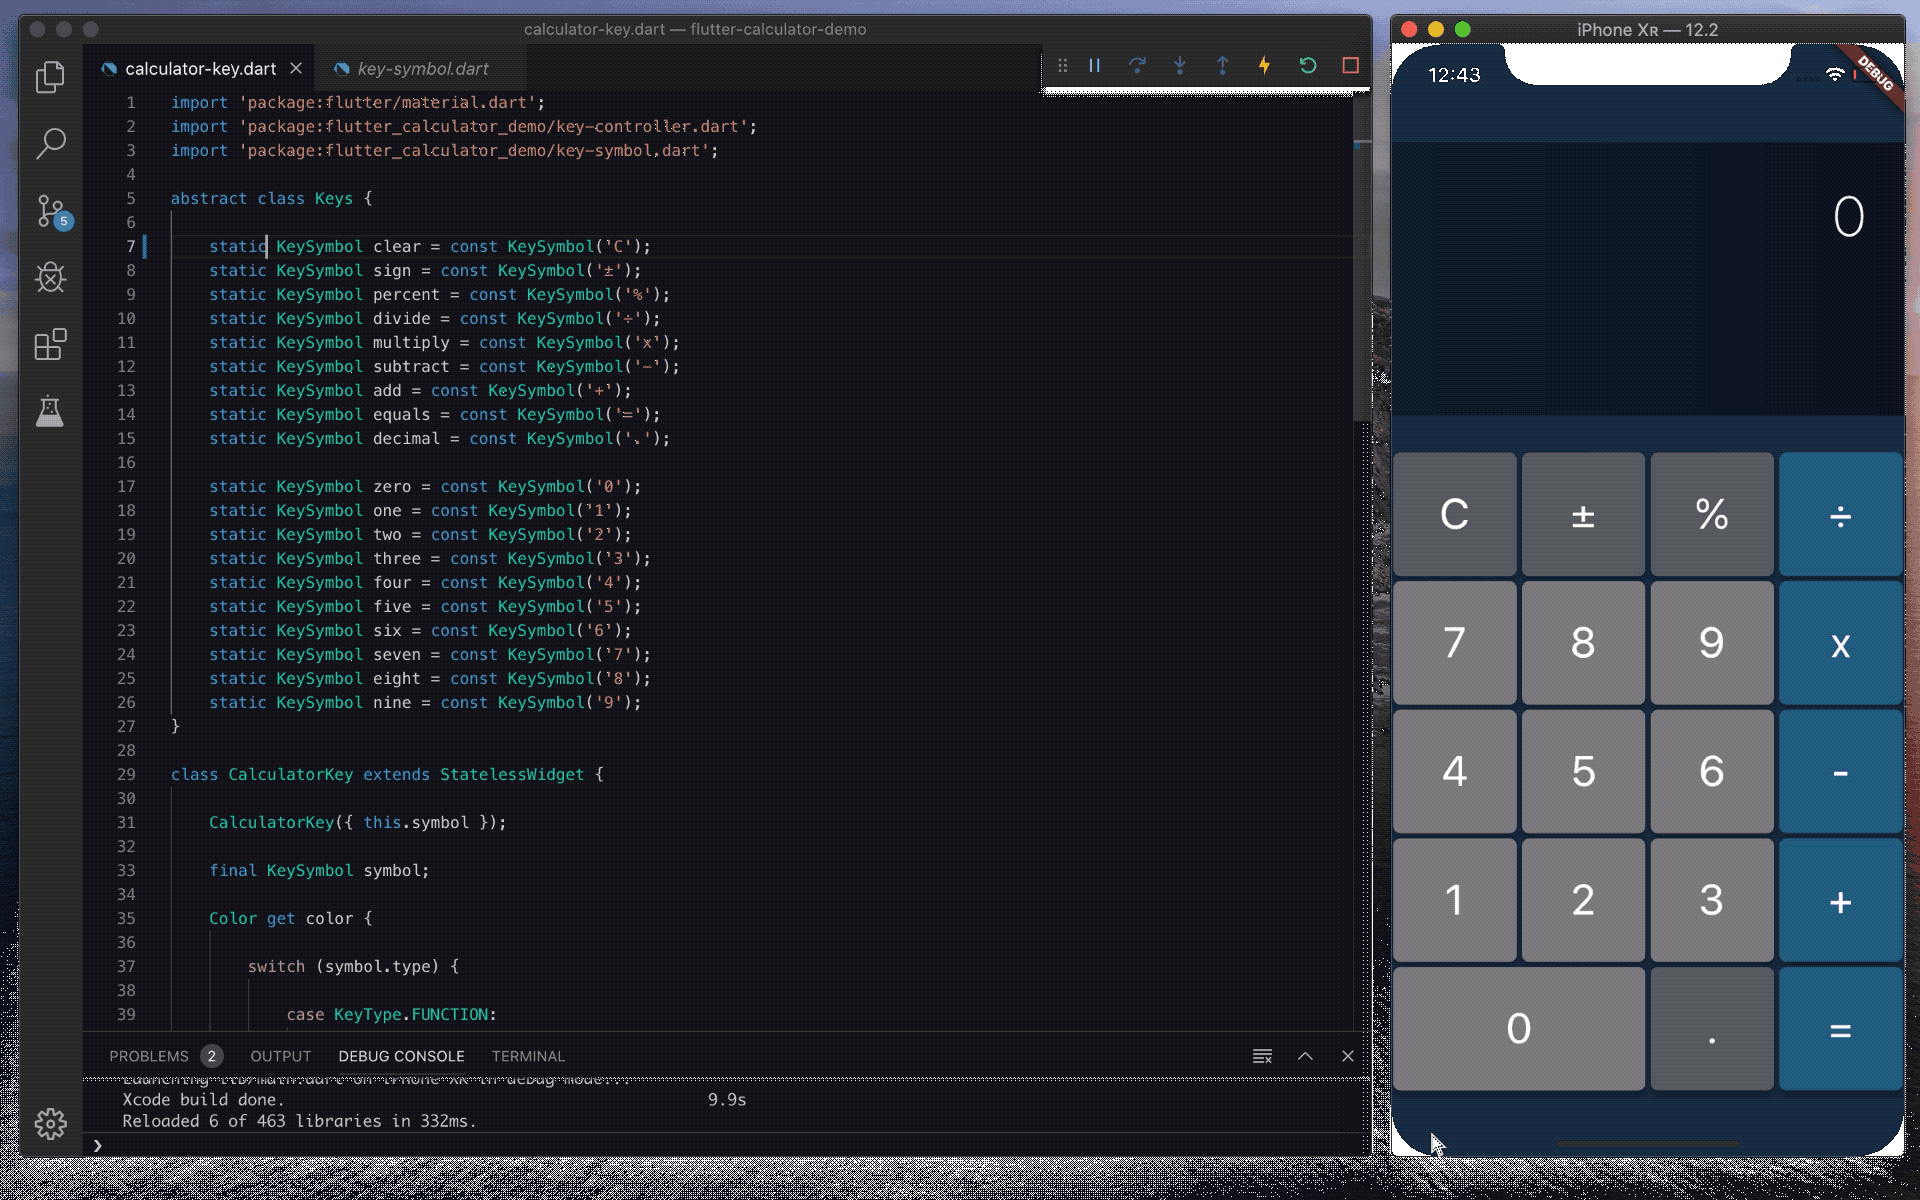 calculator-key.dart — flutter-calculator-demo
calculator-key.dart
key-symbol.dart
5
1 import 'package:flutter/material.dart';
2 import 'package:flutter_calculator_demo/key-controller.dart';
3 import 'package:flutter_calculator_demo/key-symbol.dart';
4
5 abstract class Keys {
6
7 static KeySymbol clear = const KeySymbol('C');
8 static KeySymbol sign = const KeySymbol('±');
9 static KeySymbol percent = const KeySymbol('%');
10 static KeySymbol divide = const KeySymbol('÷');
11 static KeySymbol multiply = const KeySymbol('x');
12 static KeySymbol subtract = const KeySymbol('-');
13 static KeySymbol add = const KeySymbol('+');
14 static KeySymbol equals = const KeySymbol('=');
15 static KeySymbol decimal = const KeySymbol('.');
16
17 static KeySymbol zero = const KeySymbol('0');
18 static KeySymbol one = const KeySymbol('1');
19 static KeySymbol two = const KeySymbol('2');
20 static KeySymbol three = const KeySymbol('3');
21 static KeySymbol four = const KeySymbol('4');
22 static KeySymbol five = const KeySymbol('5');
23 static KeySymbol six = const KeySymbol('6');
24 static KeySymbol seven = const KeySymbol('7');
25 static KeySymbol eight = const KeySymbol('8');
26 static KeySymbol nine = const KeySymbol('9');
27 }
28
29 class CalculatorKey extends StatelessWidget {
30
31 CalculatorKey({ this.symbol });
32
33 final KeySymbol symbol;
34
35 Color get color {
36
37 switch (symbol.type) {
38
39 case KeyType.FUNCTION:
PROBLEMS 2 OUTPUT DEBUG CONSOLE TERMINAL
Launching lib/main.dart on iPhone XR in debug mode...
Xcode build done. 9.9s
Reloaded 6 of 463 libraries in 332ms.
iPhone XR — 12.2
12:43
DEBUG
0
C ± % ÷
7 8 9 x
4 5 6 -
1 2 3 +
0 . =